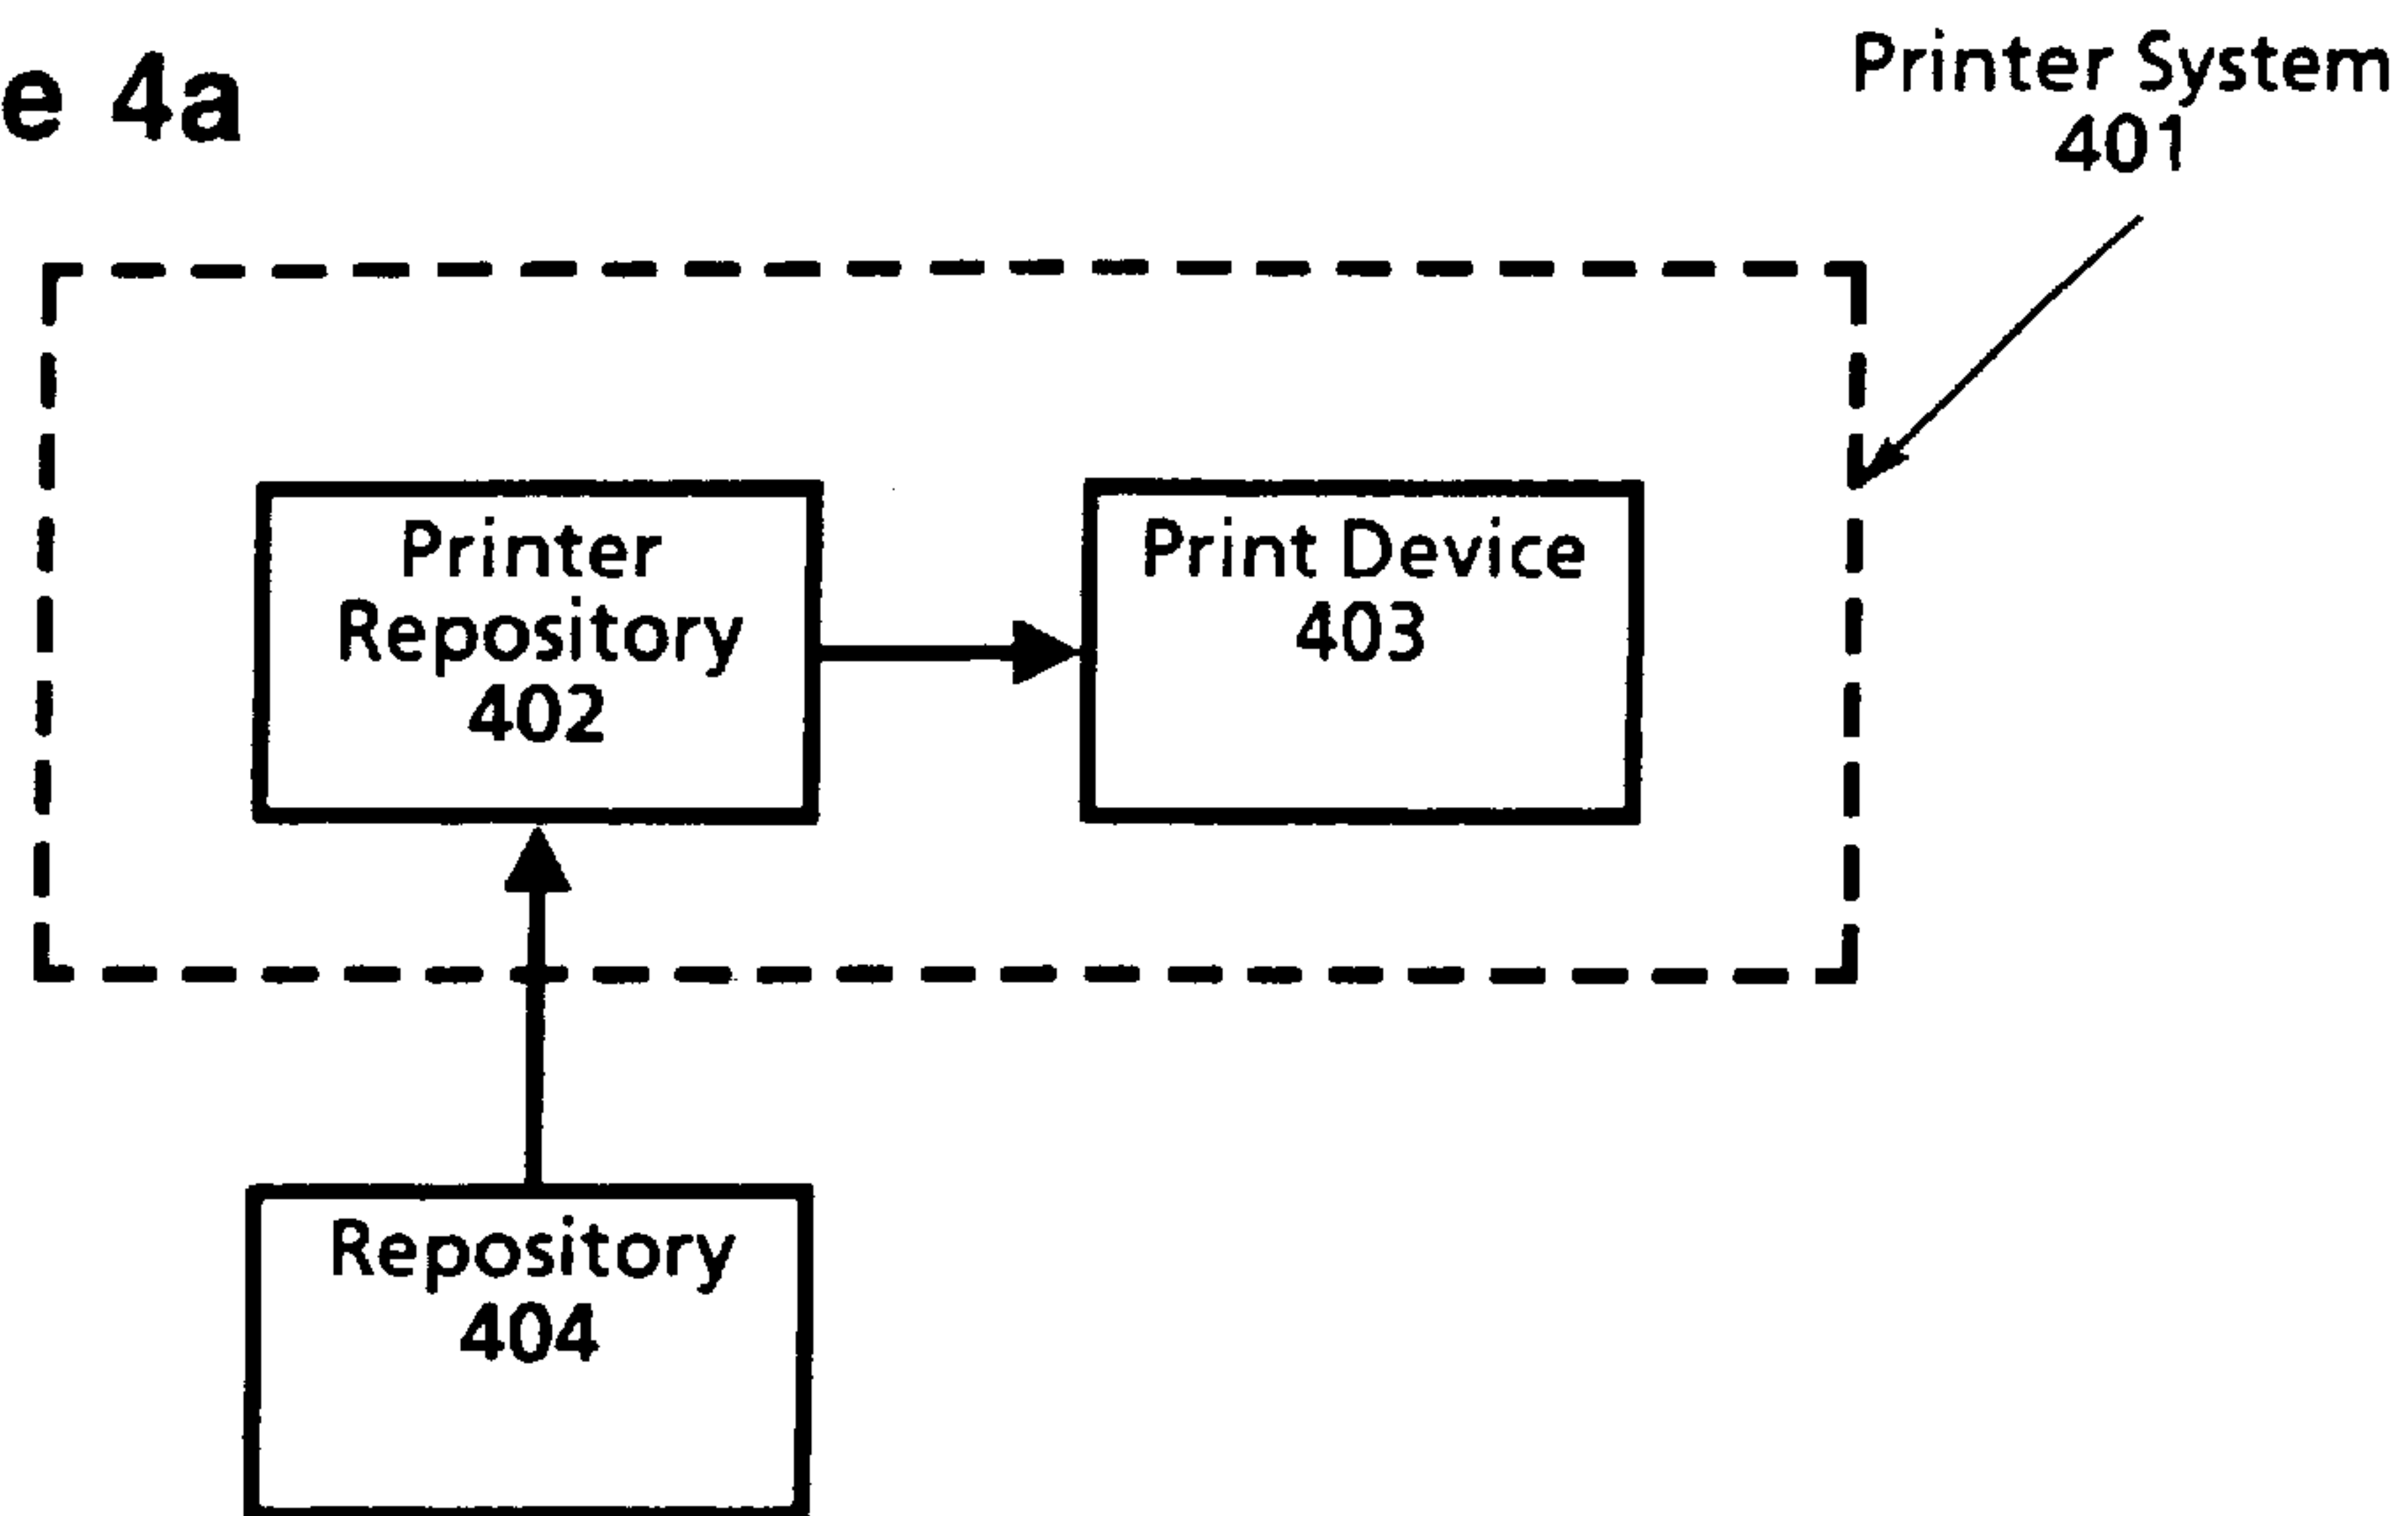 e 4a
Printer System
401
Printer
Repository
402
Print Device
403
Repository
404